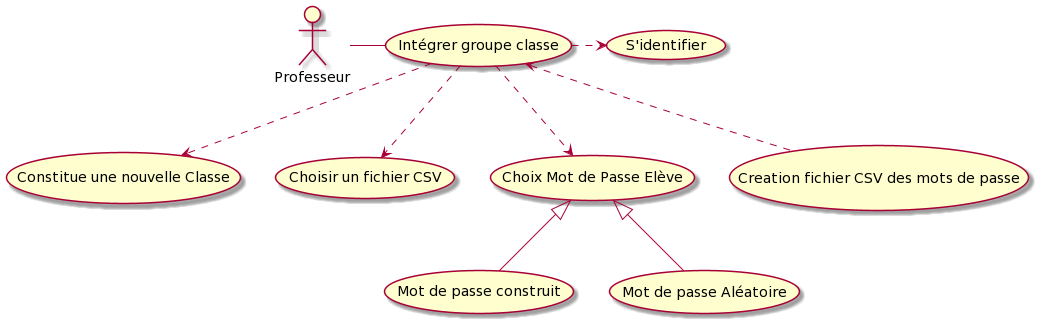 Intégrer groupe classe
S'identifier
Professeur
Constitue une nouvelle Classe
Choisir un fichier CSV
Choix Mot de Passe Elève
Creation fichier CSV des mots de passe
Mot de passe construit
Mot de passe Aléatoire